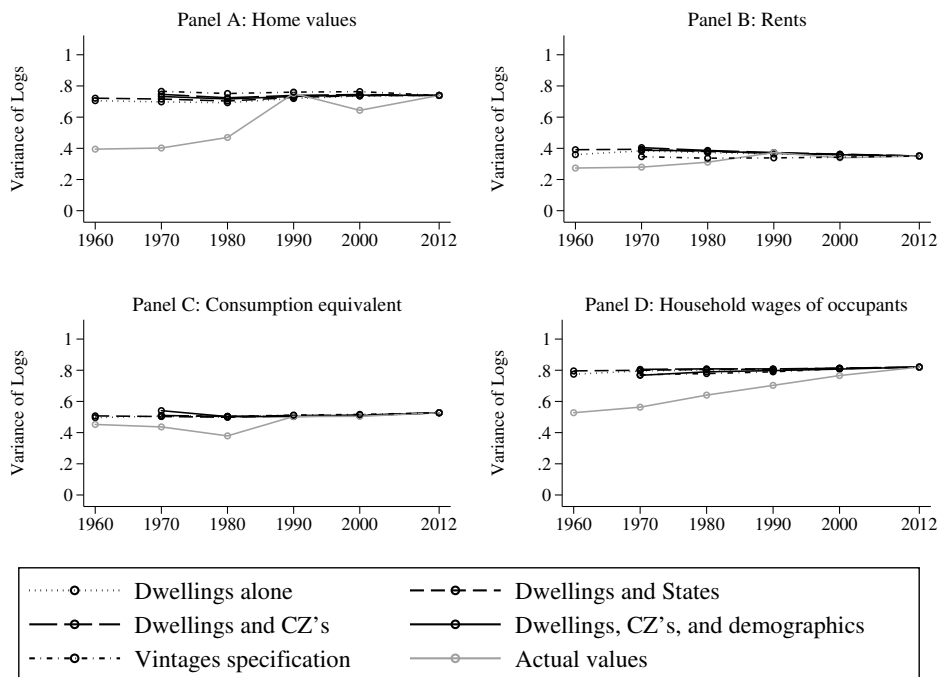 Panel A: Home values
Variance of Logs
1
.8
.6
.4
.2
0
1960 1970 1980 1990 2000 2012
Panel B: Rents
Variance of Logs
1
.8
.6
.4
.2
0
1960 1970 1980 1990 2000 2012
Panel C: Consumption equivalent
Variance of Logs
1
.8
.6
.4
.2
0
1960 1970 1980 1990 2000 2012
Panel D: Household wages of occupants
Variance of Logs
1
.8
.6
.4
.2
0
1960 1970 1980 1990 2000 2012
Dwellings alone
Dwellings and States
Dwellings and CZ's
Dwellings, CZ's, and demographics
Vintages specification
Actual values